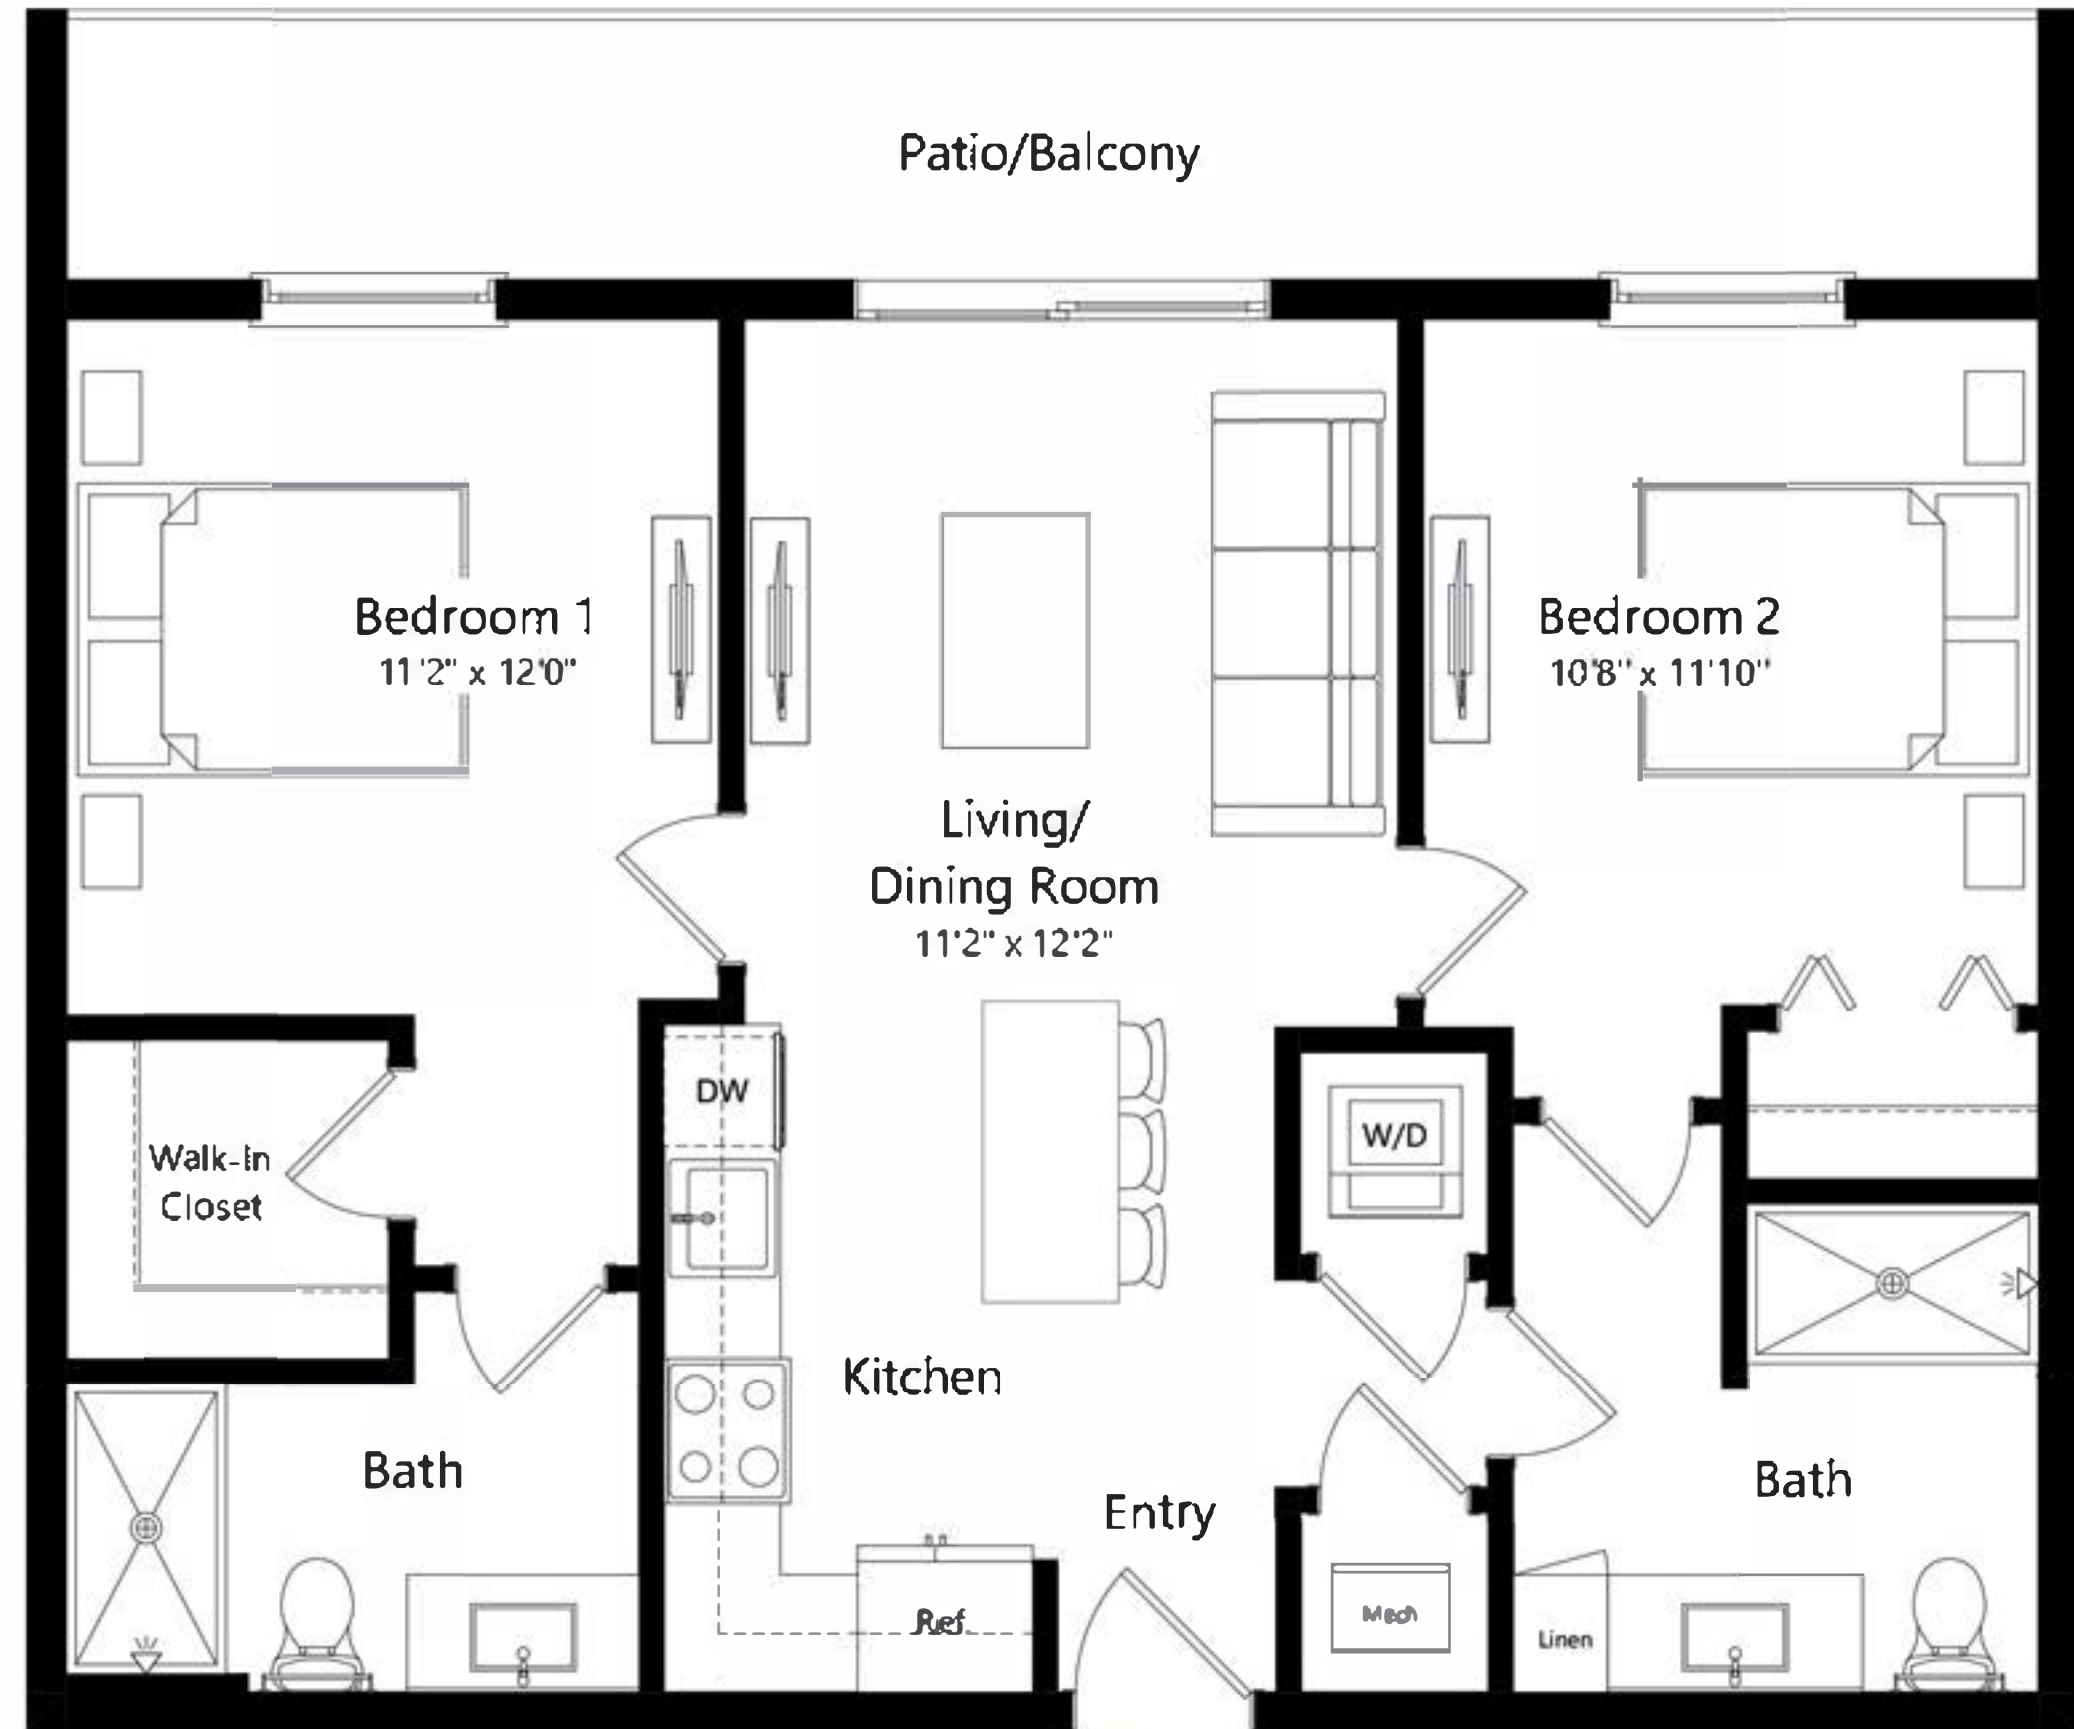 Patio/Balcony
Bedroom 1
11'2" x 12'0"
Bedroom 2
10'8" x 11'10"
Living/
Dining Room
11'2" x 12'2"
DW
W/D
Walk-In
Closet
Kitchen
Bath
Bath
Entry
Ref.
Mech
Linen